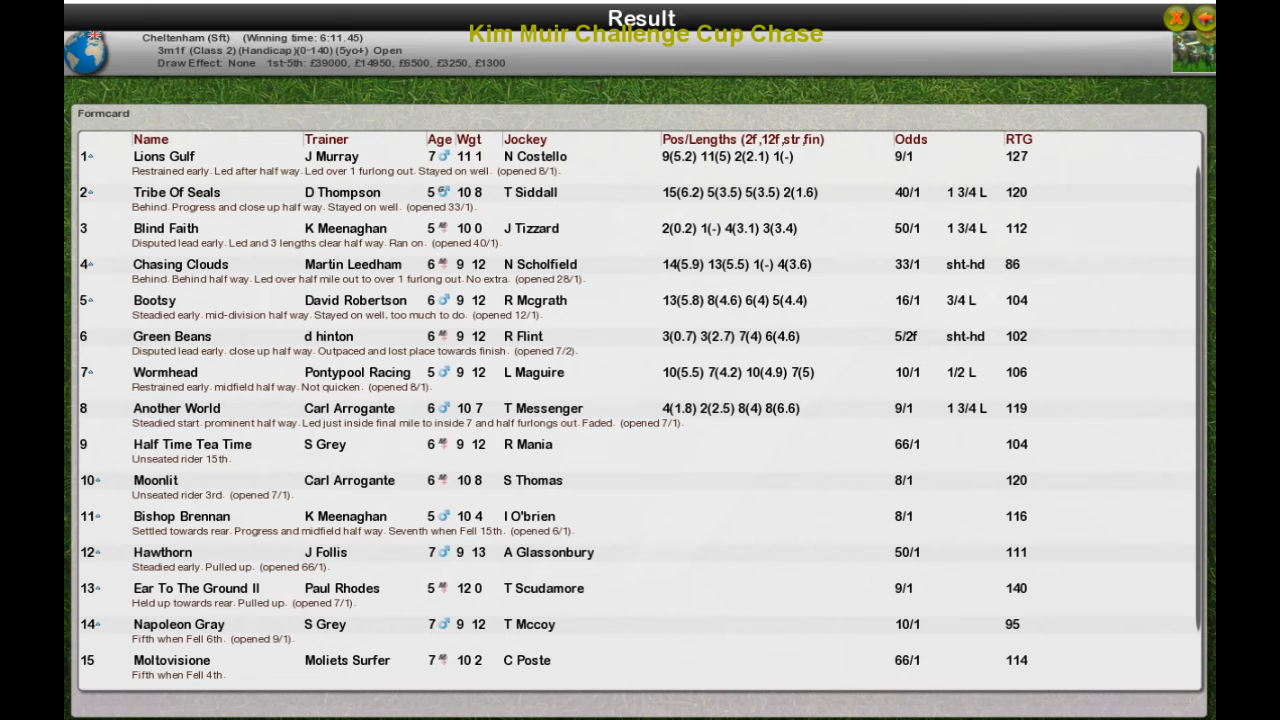 Result
Kim Muir Challenge Cup Chase
Cheltenham (Sft) (Winning time: 6:11.45)
3m1f (Class 2) (Handicap)(0-140) (5yo+) Open
Draw Effect: None 1st-5th: £39000, £14950, £6500, £3250, £1300
Formcard
Name Trainer Age Wgt Jockey Pos/Lengths (2f,12f,str,fin) Odds RTG
1 Lions Gulf J Murray 7 11 1 N Costello 9(5.2) 11(5) 2(2.1) 1(-) 9/1 127
Restrained early. Led after half way. Led over 1 furlong out. Stayed on well. (opened 8/1).
2 Tribe Of Seals D Thompson 5 10 8 T Siddall 15(6.2) 5(3.5) 5(3.5) 2(1.6) 40/1 1 3/4 L 120
Behind. Progress and close up half way. Stayed on well. (opened 33/1).
3 Blind Faith K Meenaghan 5 10 0 J Tizzard 2(0.2) 1(-) 4(3.1) 3(3.4) 50/1 1 3/4 L 112
Disputed lead early. Led and 3 lengths clear half way. Ran on. (opened 40/1).
4 Chasing Clouds Martin Leedham 6 9 12 N Scholfield 14(5.9) 13(5.5) 1(-) 4(3.6) 33/1 sht-hd 86
Behind. Behind half way. Led over half mile out to over 1 furlong out. No extra. (opened 28/1).
5 Bootsy David Robertson 6 9 12 R Mcgrath 13(5.8) 8(4.6) 6(4) 5(4.4) 16/1 3/4 L 104
Steadied early. mid-division half way. Stayed on well, too much to do. (opened 12/1).
6 Green Beans d hinton 6 9 12 R Flint 3(0.7) 3(2.7) 7(4) 6(4.6) 5/2f sht-hd 102
Disputed lead early. close up half way. Outpaced and lost place towards finish. (opened 7/2).
7 Wormhead Pontypool Racing 5 9 12 L Maguire 10(5.5) 7(4.2) 10(4.9) 7(5) 10/1 1/2 L 106
Restrained early. midfield half way. Not quicken. (opened 8/1).
8 Another World Carl Arrogante 6 10 7 T Messenger 4(1.8) 2(2.5) 8(4) 8(6.6) 9/1 1 3/4 L 119
Steadied start. prominent half way. Led just inside final mile to inside 7 and half furlongs out. Faded. (opened 7/1).
9 Half Time Tea Time S Grey 6 9 12 R Mania 66/1 104
Unseated rider 15th.
10 Moonlit Carl Arrogante 6 10 8 S Thomas 8/1 120
Unseated rider 3rd. (opened 7/1).
11 Bishop Brennan K Meenaghan 5 10 4 I O'brien 8/1 116
Settled towards rear. Progress and midfield half way. Seventh when Fell 15th. (opened 6/1).
12 Hawthorn J Follis 7 9 13 A Glassonbury 50/1 111
Steadied early. Pulled up. (opened 66/1).
13 Ear To The Ground II Paul Rhodes 5 12 0 T Scudamore 9/1 140
Held up towards rear. Pulled up. (opened 7/1).
14 Napoleon Gray S Grey 7 9 12 T Mccoy 10/1 95
Fifth when Fell 6th. (opened 9/1).
15 Moltovisione Moliets Surfer 7 10 2 C Poste 66/1 114
Fifth when Fell 4th.